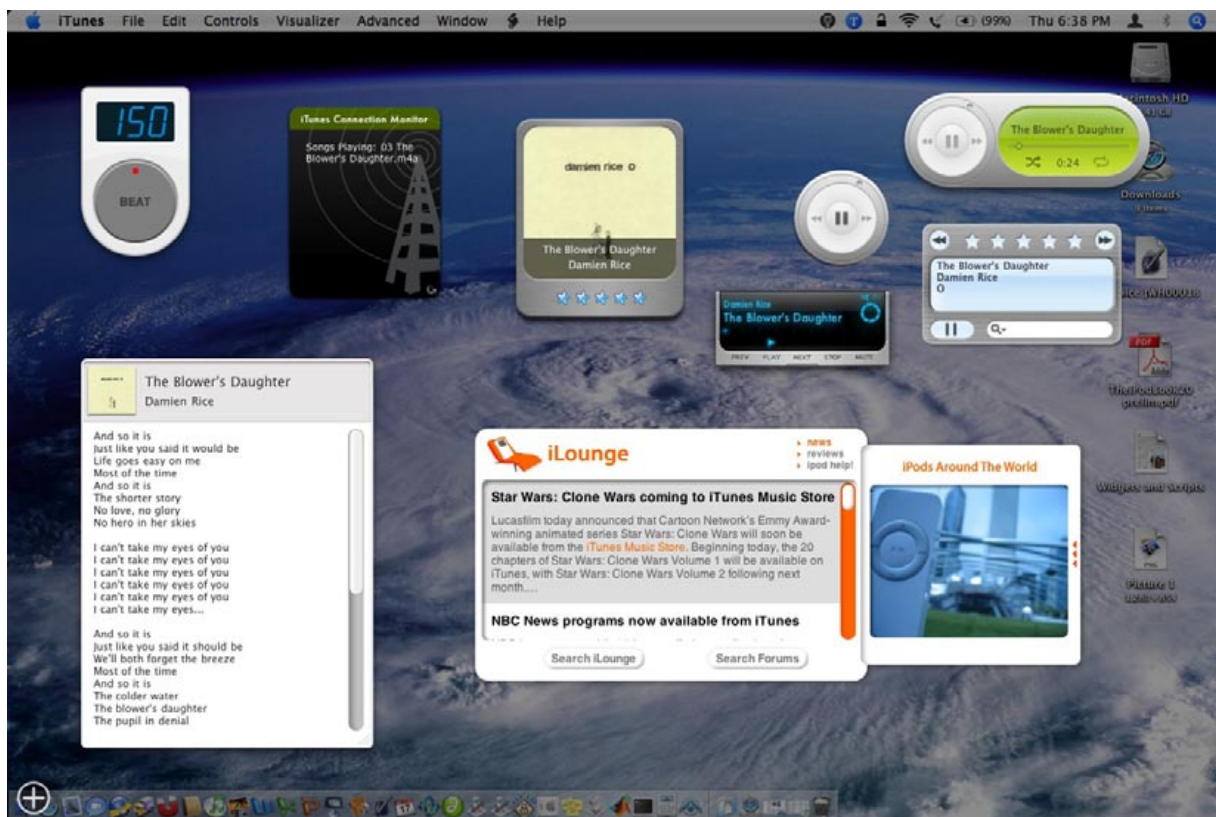 iTunes File Edit Controls Visualizer Advanced Window Help
(99%) Thu 6:38 PM
150
BEAT
iTunes Connection Monitor
Songs Playing: 03 The
Blower's Daughter.m4a
damien rice o
The Blower's Daughter
Damien Rice
The Blower's Daughter
0:24
Macintosh HD
Downloads
The Blower's Daughter
Damien Rice
O
Damien Rice
The Blower's Daughter
PREV PLAY NEXT STOP MUTE
PDF
TheiPodBook20
prelim.pdf
Widgets and Scripts
PNG
Picture 1
The Blower's Daughter
Damien Rice
And so it is
Just like you said it would be
Life goes easy on me
Most of the time
And so it is
The shorter story
No love, no glory
No hero in her skies
I can't take my eyes of you
I can't take my eyes of you
I can't take my eyes of you
I can't take my eyes of you
I can't take my eyes of you
I can't take my eyes...
And so it is
Just like you said it should be
We'll both forget the breeze
Most of the time
And so it is
The colder water
The blower's daughter
The pupil in denial
iLounge
news
reviews
ipod help!
Star Wars: Clone Wars coming to iTunes Music Store
Lucasfilm today announced that Cartoon Network's Emmy Award-
winning animated series Star Wars: Clone Wars will soon be
available from the iTunes Music Store. Beginning today, the 20
chapters of Star Wars: Clone Wars Volume 1 will be available on
iTunes, with Star Wars: Clone Wars Volume 2 following next
month....
NBC News programs now available from iTunes
Search iLounge Search Forums
iPods Around The World